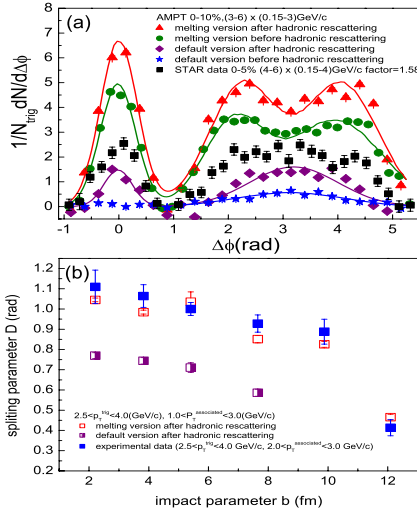 AMPT 0-10%,(3-6) x (0.15-3)GeV/c
melting version after hadronic rescattering
melting version before hadronic rescattering
default version after hadronic rescattering
default version before hadronic rescattering
STAR data 0-5% (4-6) x (0.15-4)GeV/c factor=1.58
1/N_trig dN/dΔϕ
7
6
5
4
3
2
1
0
(a)
-1 0 1 2 3 4 5
Δϕ(rad)
(b)
spliting parameter D (rad)
1.2
1.1
1.0
0.9
0.8
0.7
0.6
0.5
0.4
0.3
0.2
2.5<p_T^trig<4.0(GeV/c), 1.0<P_T^associated<3.0(GeV/c)
melting version after hadronic rescattering
default version after hadronic rescattering
experimental data (2.5<p_T^trig<4.0 GeV/c, 2.0<p_T^associated<3.0 GeV/c)
2 4 6 8 10 12
impact parameter b (fm)